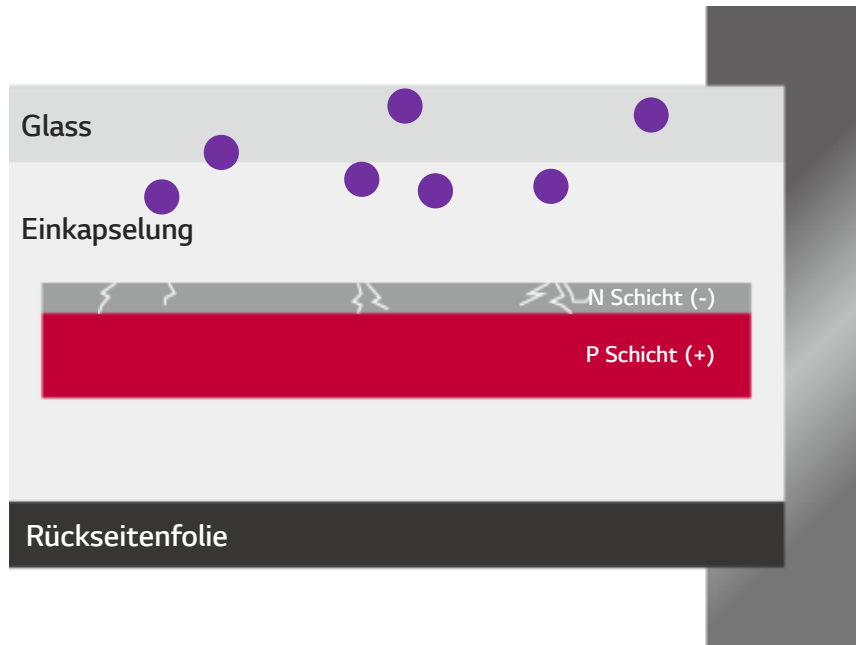 Glass
Einkapselung
N Schicht (-)
P Schicht (+)
Rückseitenfolie